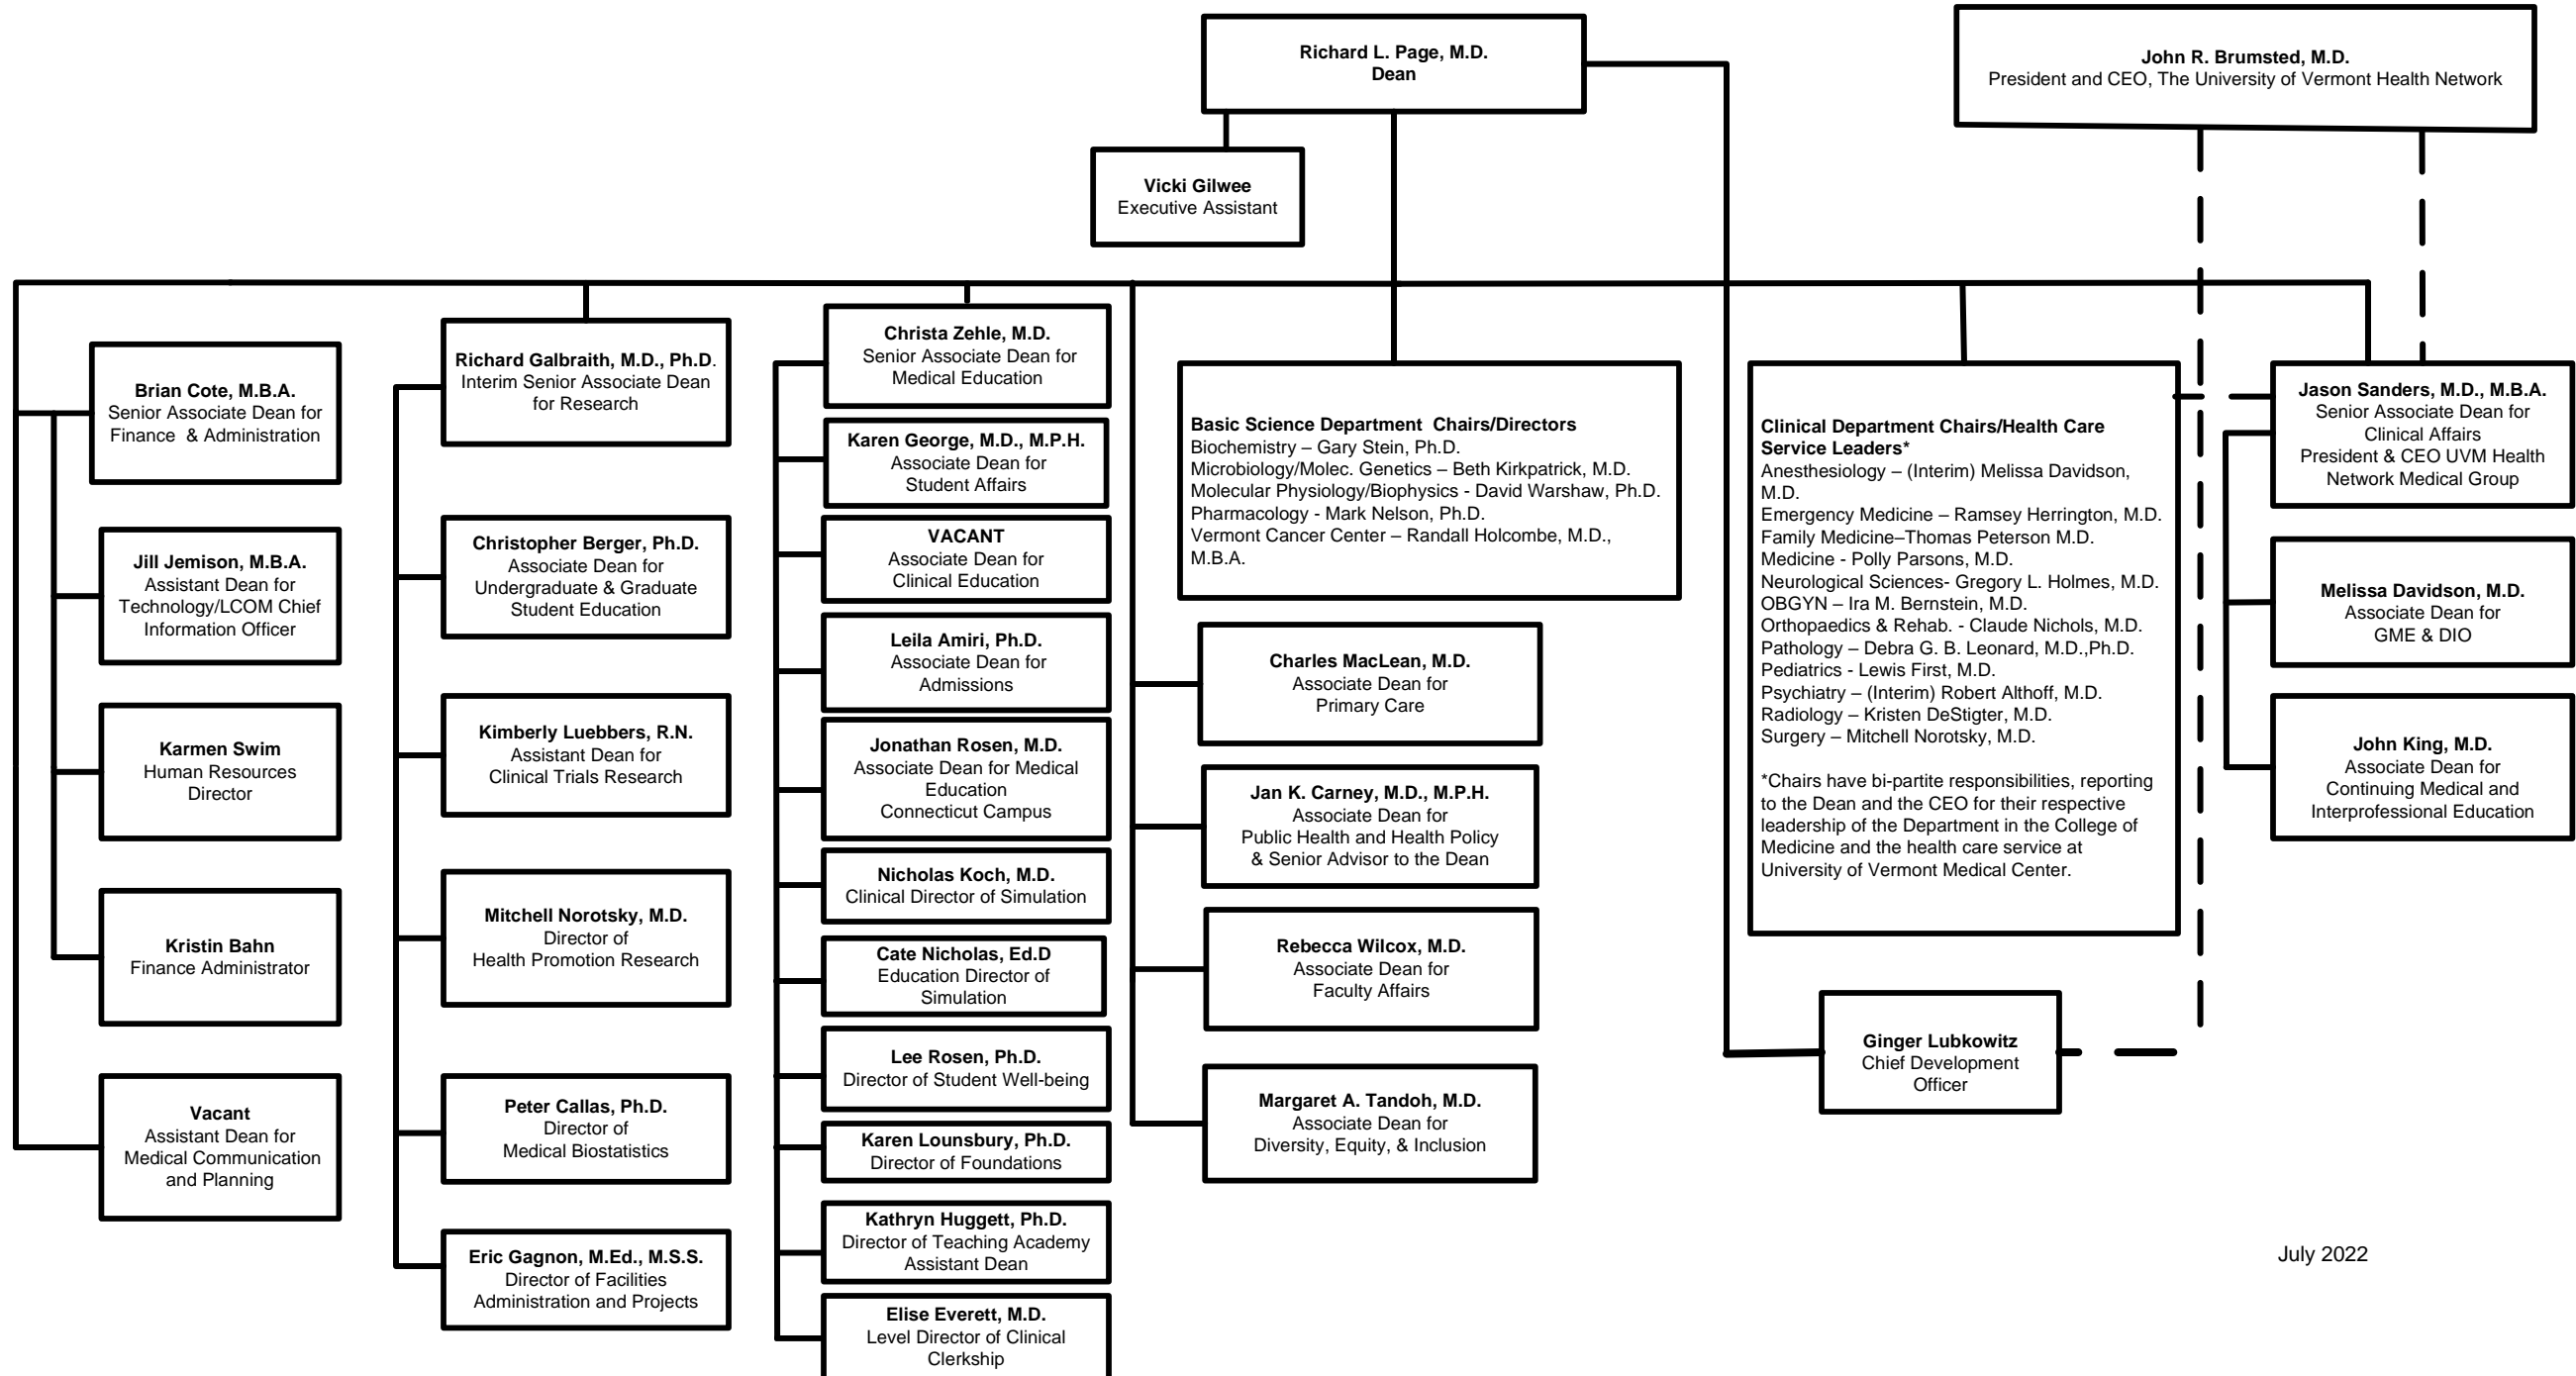 Richard L. Page, M.D.
Dean
John R. Brumsted, M.D.
President and CEO, The University of Vermont Health Network
Vicki Gilwee
Executive Assistant
Brian Cote, M.B.A.
Senior Associate Dean for
Finance & Administration
Jill Jemison, M.B.A.
Assistant Dean for
Technology/LCOM Chief
Information Officer
Karmen Swim
Human Resources
Director
Kristin Bahn
Finance Administrator
Vacant
Assistant Dean for
Medical Communication
and Planning
Richard Galbraith, M.D., Ph.D.
Interim Senior Associate Dean
for Research
Christopher Berger, Ph.D.
Associate Dean for
Undergraduate & Graduate
Student Education
Kimberly Luebbers, R.N.
Assistant Dean for
Clinical Trials Research
Mitchell Norotsky, M.D.
Director of
Health Promotion Research
Peter Callas, Ph.D.
Director of
Medical Biostatistics
Eric Gagnon, M.Ed., M.S.S.
Director of Facilities
Administration and Projects
Christa Zehle, M.D.
Senior Associate Dean for
Medical Education
Karen George, M.D., M.P.H.
Associate Dean for
Student Affairs
VACANT
Associate Dean for
Clinical Education
Leila Amiri, Ph.D.
Associate Dean for
Admissions
Jonathan Rosen, M.D.
Associate Dean for Medical
Education
Connecticut Campus
Nicholas Koch, M.D.
Clinical Director of Simulation
Cate Nicholas, Ed.D
Education Director of
Simulation
Lee Rosen, Ph.D.
Director of Student Well-being
Karen Lounsbury, Ph.D.
Director of Foundations
Kathryn Huggett, Ph.D.
Director of Teaching Academy
Assistant Dean
Elise Everett, M.D.
Level Director of Clinical
Clerkship
Basic Science Department  Chairs/Directors
Biochemistry – Gary Stein, Ph.D.
Microbiology/Molec. Genetics – Beth Kirkpatrick, M.D.
Molecular Physiology/Biophysics - David Warshaw, Ph.D.
Pharmacology - Mark Nelson, Ph.D.
Vermont Cancer Center – Randall Holcombe, M.D.,
M.B.A.
Charles MacLean, M.D.
Associate Dean for
Primary Care
Jan K. Carney, M.D., M.P.H.
Associate Dean for
Public Health and Health Policy
& Senior Advisor to the Dean
Rebecca Wilcox, M.D.
Associate Dean for
Faculty Affairs
Margaret A. Tandoh, M.D.
Associate Dean for
Diversity, Equity, & Inclusion
Clinical Department Chairs/Health Care
Service Leaders*
Anesthesiology – (Interim) Melissa Davidson,
M.D.
Emergency Medicine – Ramsey Herrington, M.D.
Family Medicine–Thomas Peterson M.D.
Medicine - Polly Parsons, M.D.
Neurological Sciences- Gregory L. Holmes, M.D.
OBGYN – Ira M. Bernstein, M.D.
Orthopaedics & Rehab. - Claude Nichols, M.D.
Pathology – Debra G. B. Leonard, M.D.,Ph.D.
Pediatrics - Lewis First, M.D.
Psychiatry – (Interim) Robert Althoff, M.D.
Radiology – Kristen DeStigter, M.D.
Surgery – Mitchell Norotsky, M.D.
*Chairs have bi-partite responsibilities, reporting
to the Dean and the CEO for their respective
leadership of the Department in the College of
Medicine and the health care service at
University of Vermont Medical Center.
Ginger Lubkowitz
Chief Development
Officer
Jason Sanders, M.D., M.B.A.
Senior Associate Dean for
Clinical Affairs
President & CEO UVM Health
Network Medical Group
Melissa Davidson, M.D.
Associate Dean for
GME & DIO
John King, M.D.
Associate Dean for
Continuing Medical and
Interprofessional Education
July 2022